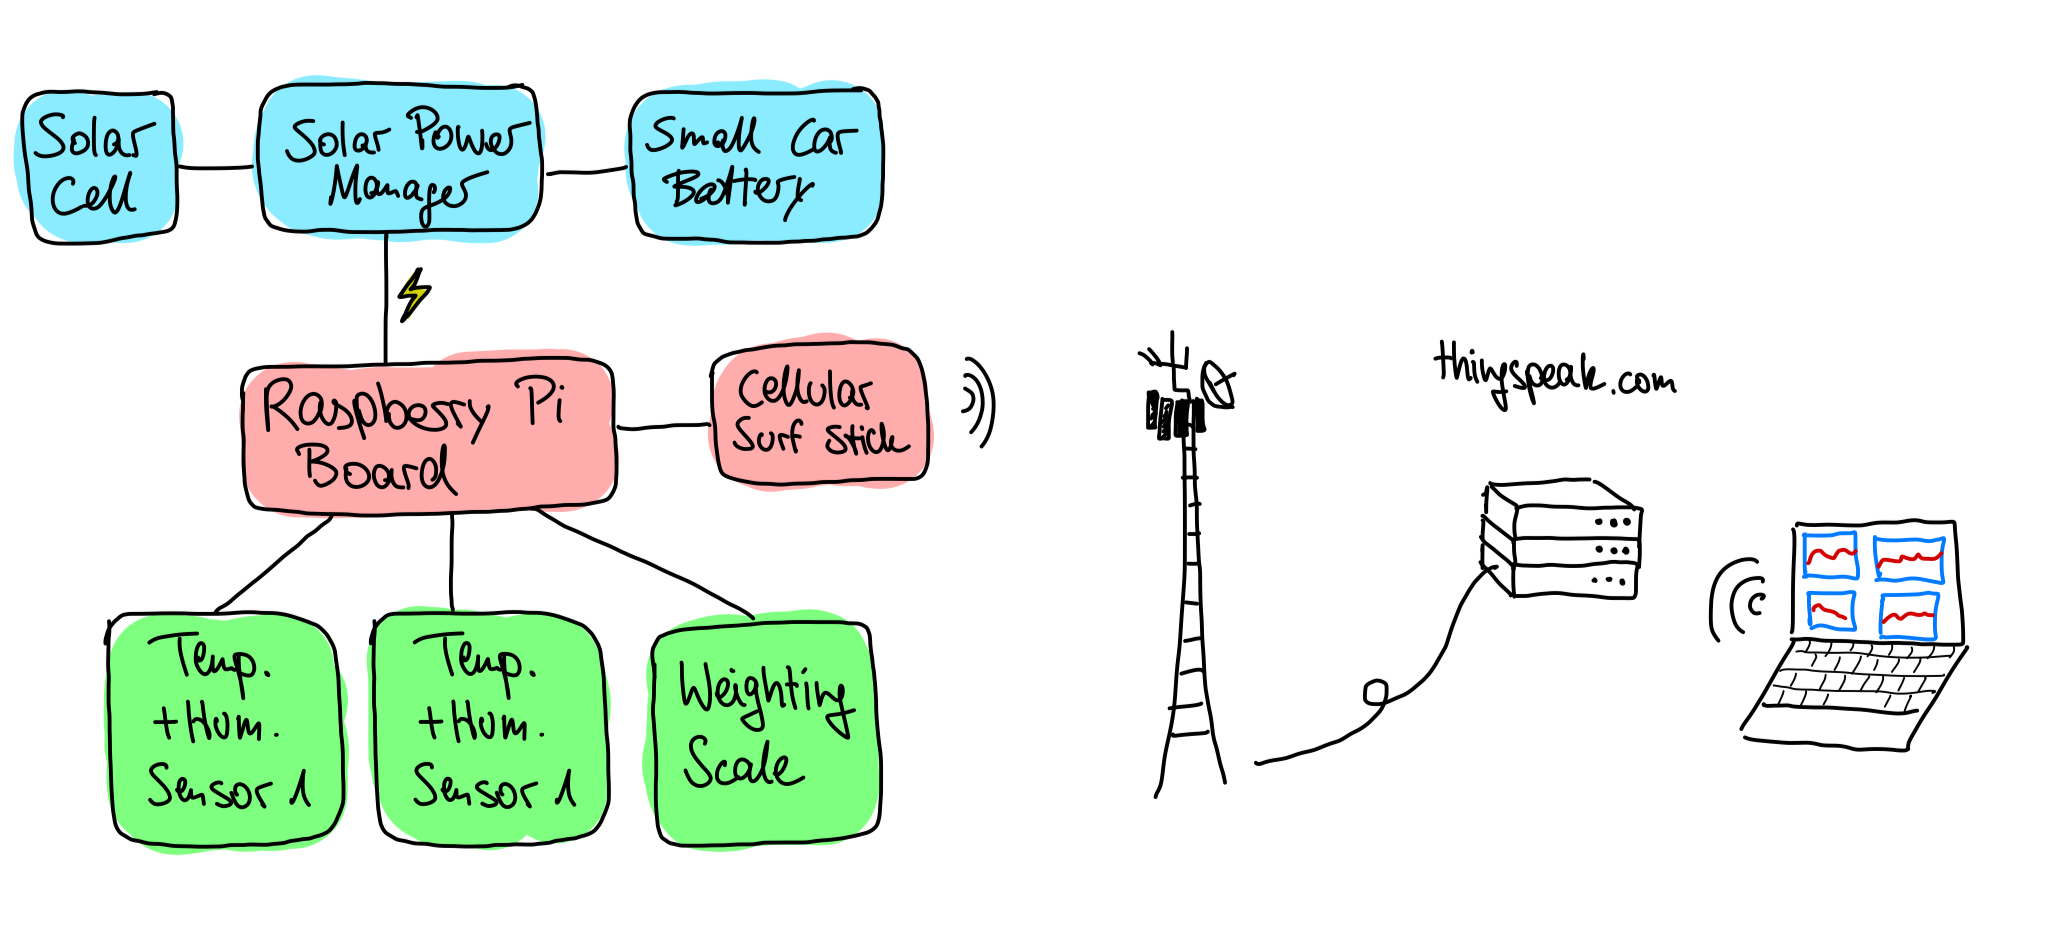 Solar
Cell
Solar Power
Manager
Small Car
Battery
Raspberry Pi
Board
Cellular
Surf Stick
thingspeak.com
Temp.
+Hum.
Sensor 1
Temp.
+Hum.
Sensor 1
Weighting
Scale